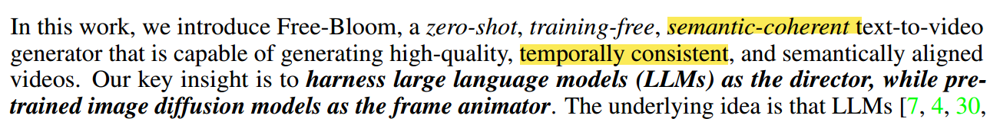 In this work, we introduce Free-Bloom, a zero-shot, training-free, semantic-coherent text-to-video
generator that is capable of generating high-quality, temporally consistent, and semantically aligned
videos. Our key insight is to harness large language models (LLMs) as the director, while pre-
trained image diffusion models as the frame animator. The underlying idea is that LLMs [7, 4, 30,